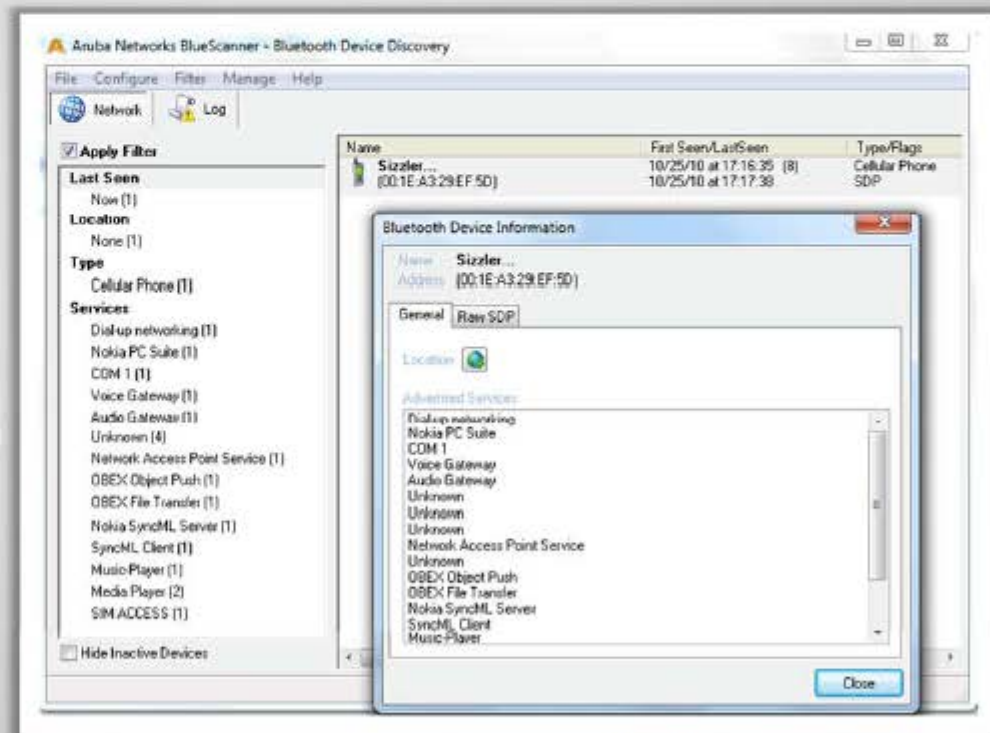 Aruba Networks BlueScanner - Bluetooth Device Discovery
File Configure Filter Manage Help
Network Log
Apply Filter
Last Seen
Now (1)
Location
None (1)
Type
Cellular Phone (1)
Services
Dial-up networking (1)
Nokia PC Suite (1)
COM 1 (1)
Voice Gateway (1)
Audio Gateway (1)
Unknown (4)
Network Access Point Service (1)
OBEX Object Push (1)
OBEX File Transfer (1)
Nokia SyncML Server (1)
SyncML Client (1)
Music-Player (1)
Media Player (2)
SIM ACCESS (1)
Hide Inactive Devices
Name First Seen/LastSeen Type/Flags
Sizzler... 10/25/10 at 17:16:35 (8) Cellular Phone
(00:1E:A3:29:EF:5D) 10/25/10 at 17:17:38 SDP
Bluetooth Device Information
Name Sizzler...
Address (00:1E:A3:29:EF:5D)
General Raw SDP
Location
Advertised Services
Dial-up networking
Nokia PC Suite
COM 1
Voice Gateway
Audio Gateway
Unknown
Unknown
Unknown
Network Access Point Service
Unknown
OBEX Object Push
OBEX File Transfer
Nokia SyncML Server
SyncML Client
Music-Player
Close